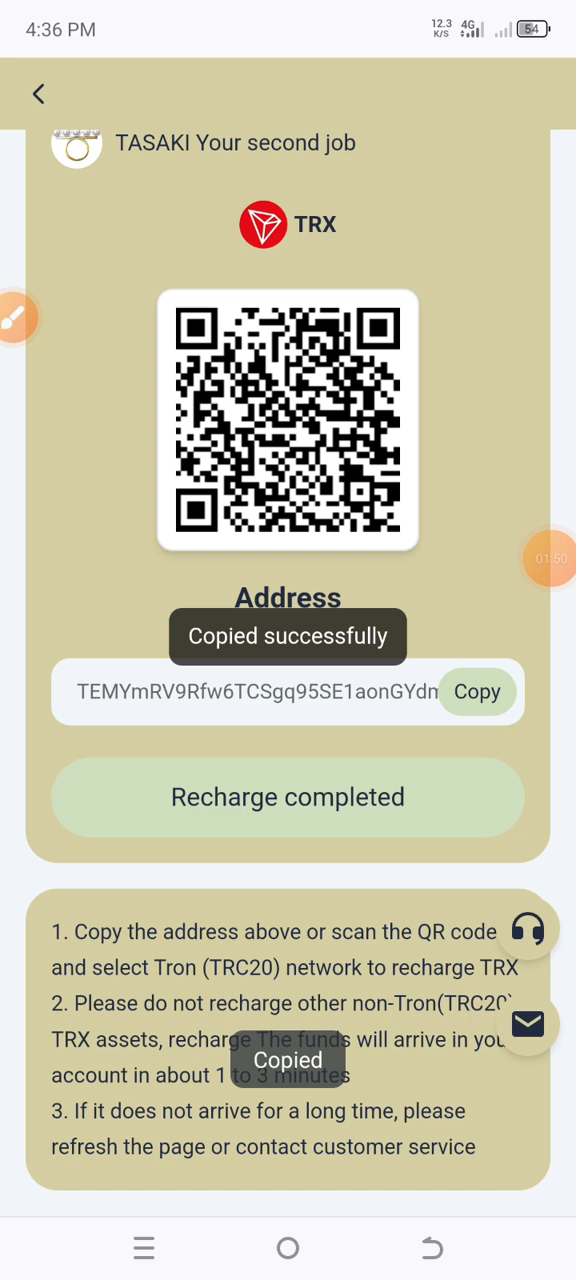 4:36 PM
12.3 K/S
4G
54
TASAKI Your second job
TRX
01:50
Address
Copied successfully
TEMYmRV9Rfw6TCSgq95SE1aonGYdm
Copy
Recharge completed
1. Copy the address above or scan the QR code
and select Tron (TRC20) network to recharge TRX
2. Please do not recharge other non-Tron(TRC20)
TRX assets, recharge The funds will arrive in you
account in about 1 to 3 minutes
Copied
3. If it does not arrive for a long time, please
refresh the page or contact customer service